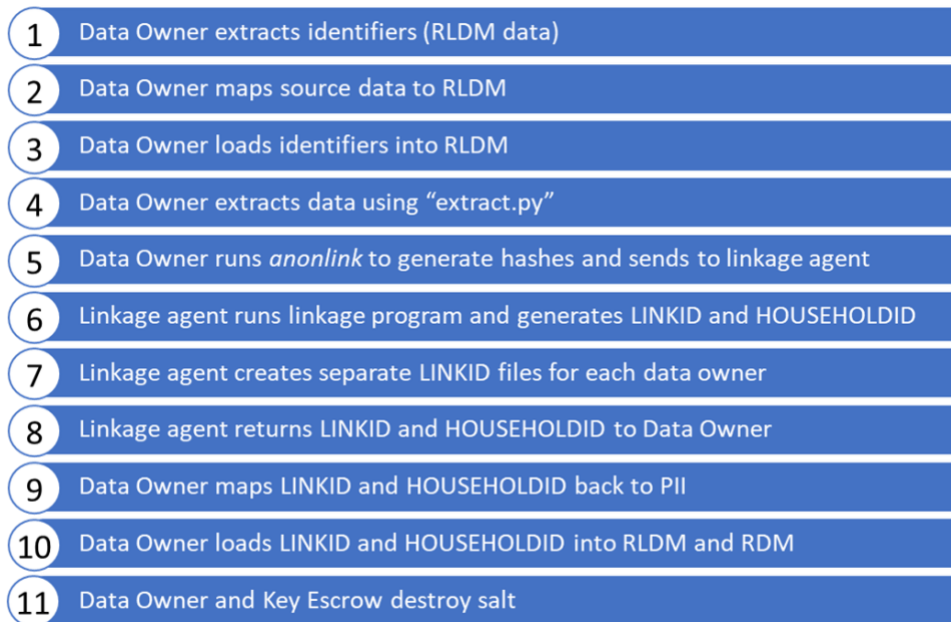 1 Data Owner extracts identifiers (RLDM data)
2 Data Owner maps source data to RLDM
3 Data Owner loads identifiers into RLDM
4 Data Owner extracts data using “extract.py”
5 Data Owner runs anonlink to generate hashes and sends to linkage agent
6 Linkage agent runs linkage program and generates LINKID and HOUSEHOLDID
7 Linkage agent creates separate LINKID files for each data owner
8 Linkage agent returns LINKID and HOUSEHOLDID to Data Owner
9 Data Owner maps LINKID and HOUSEHOLDID back to PII
10 Data Owner loads LINKID and HOUSEHOLDID into RLDM and RDM
11 Data Owner and Key Escrow destroy salt